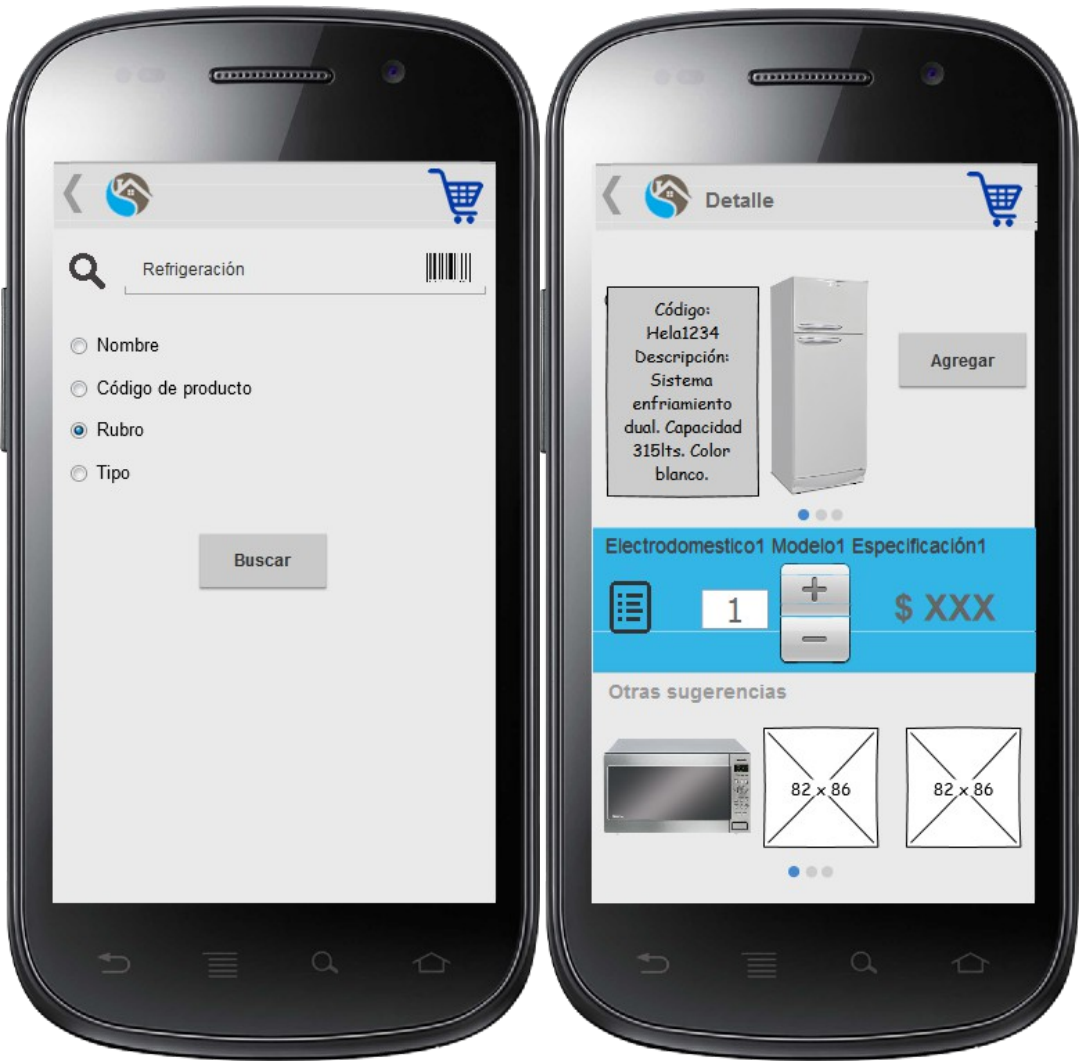 Refrigeración
Nombre
Código de producto
Rubro
Tipo
Buscar
Detalle
Código:
Hela1234
Descripción:
Sistema
enfriamiento
dual. Capacidad
315lts. Color
blanco.
Agregar
Electrodomestico1 Modelo1 Especificación1
1
$ XXX
Otras sugerencias
82 x 86
82 x 86